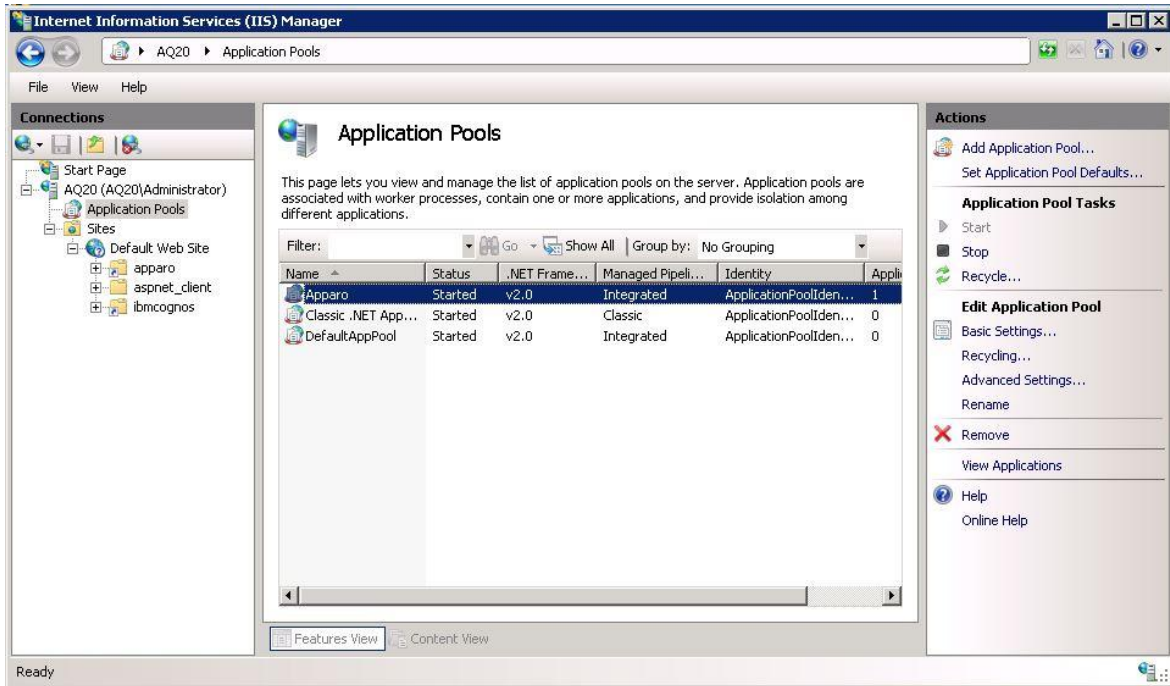 Internet Information Services (IIS) Manager
AQ20 Application Pools
File View Help
Connections
Start Page
AQ20 (AQ20\Administrator)
Application Pools
Sites
Default Web Site
apparo
aspnet_client
ibmcognos
Application Pools
This page lets you view and manage the list of application pools on the server. Application pools are
associated with worker processes, contain one or more applications, and provide isolation among
different applications.
Filter: Go Show All Group by: No Grouping
Name Status .NET Frame... Managed Pipeli... Identity Appli
Apparo Started v2.0 Integrated ApplicationPoolIden... 1
Classic .NET App... Started v2.0 Classic ApplicationPoolIden... 0
DefaultAppPool Started v2.0 Integrated ApplicationPoolIden... 0
Features View Content View
Actions
Add Application Pool...
Set Application Pool Defaults...
Application Pool Tasks
Start
Stop
Recycle...
Edit Application Pool
Basic Settings...
Recycling...
Advanced Settings...
Rename
Remove
View Applications
Help
Online Help
Ready